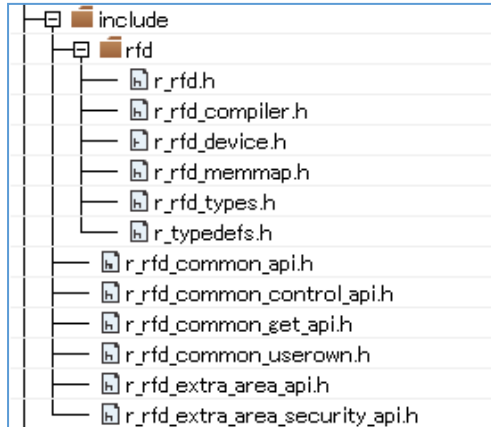 include
rfd
r_rfd.h
r_rfd_compiler.h
r_rfd_device.h
r_rfd_memmap.h
r_rfd_types.h
r_typedefs.h
r_rfd_common_api.h
r_rfd_common_control_api.h
r_rfd_common_get_api.h
r_rfd_common_userown.h
r_rfd_extra_area_api.h
r_rfd_extra_area_security_api.h